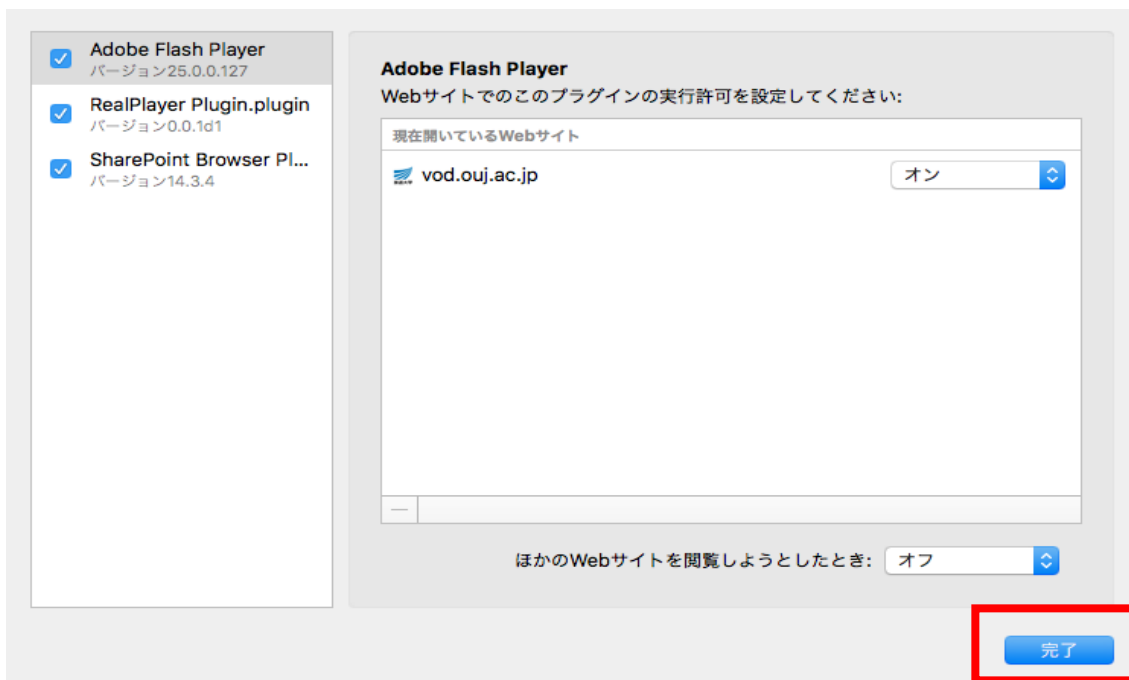 Adobe Flash Player
バージョン25.0.0.127
RealPlayer Plugin.plugin
バージョン0.0.1d1
SharePoint Browser Pl...
バージョン14.3.4
Adobe Flash Player
Webサイトでのこのプラグインの実行許可を設定してください:
現在開いているWebサイト
vod.ouj.ac.jp
オン
ほかのWebサイトを閲覧しようとしたとき:
オフ
完了